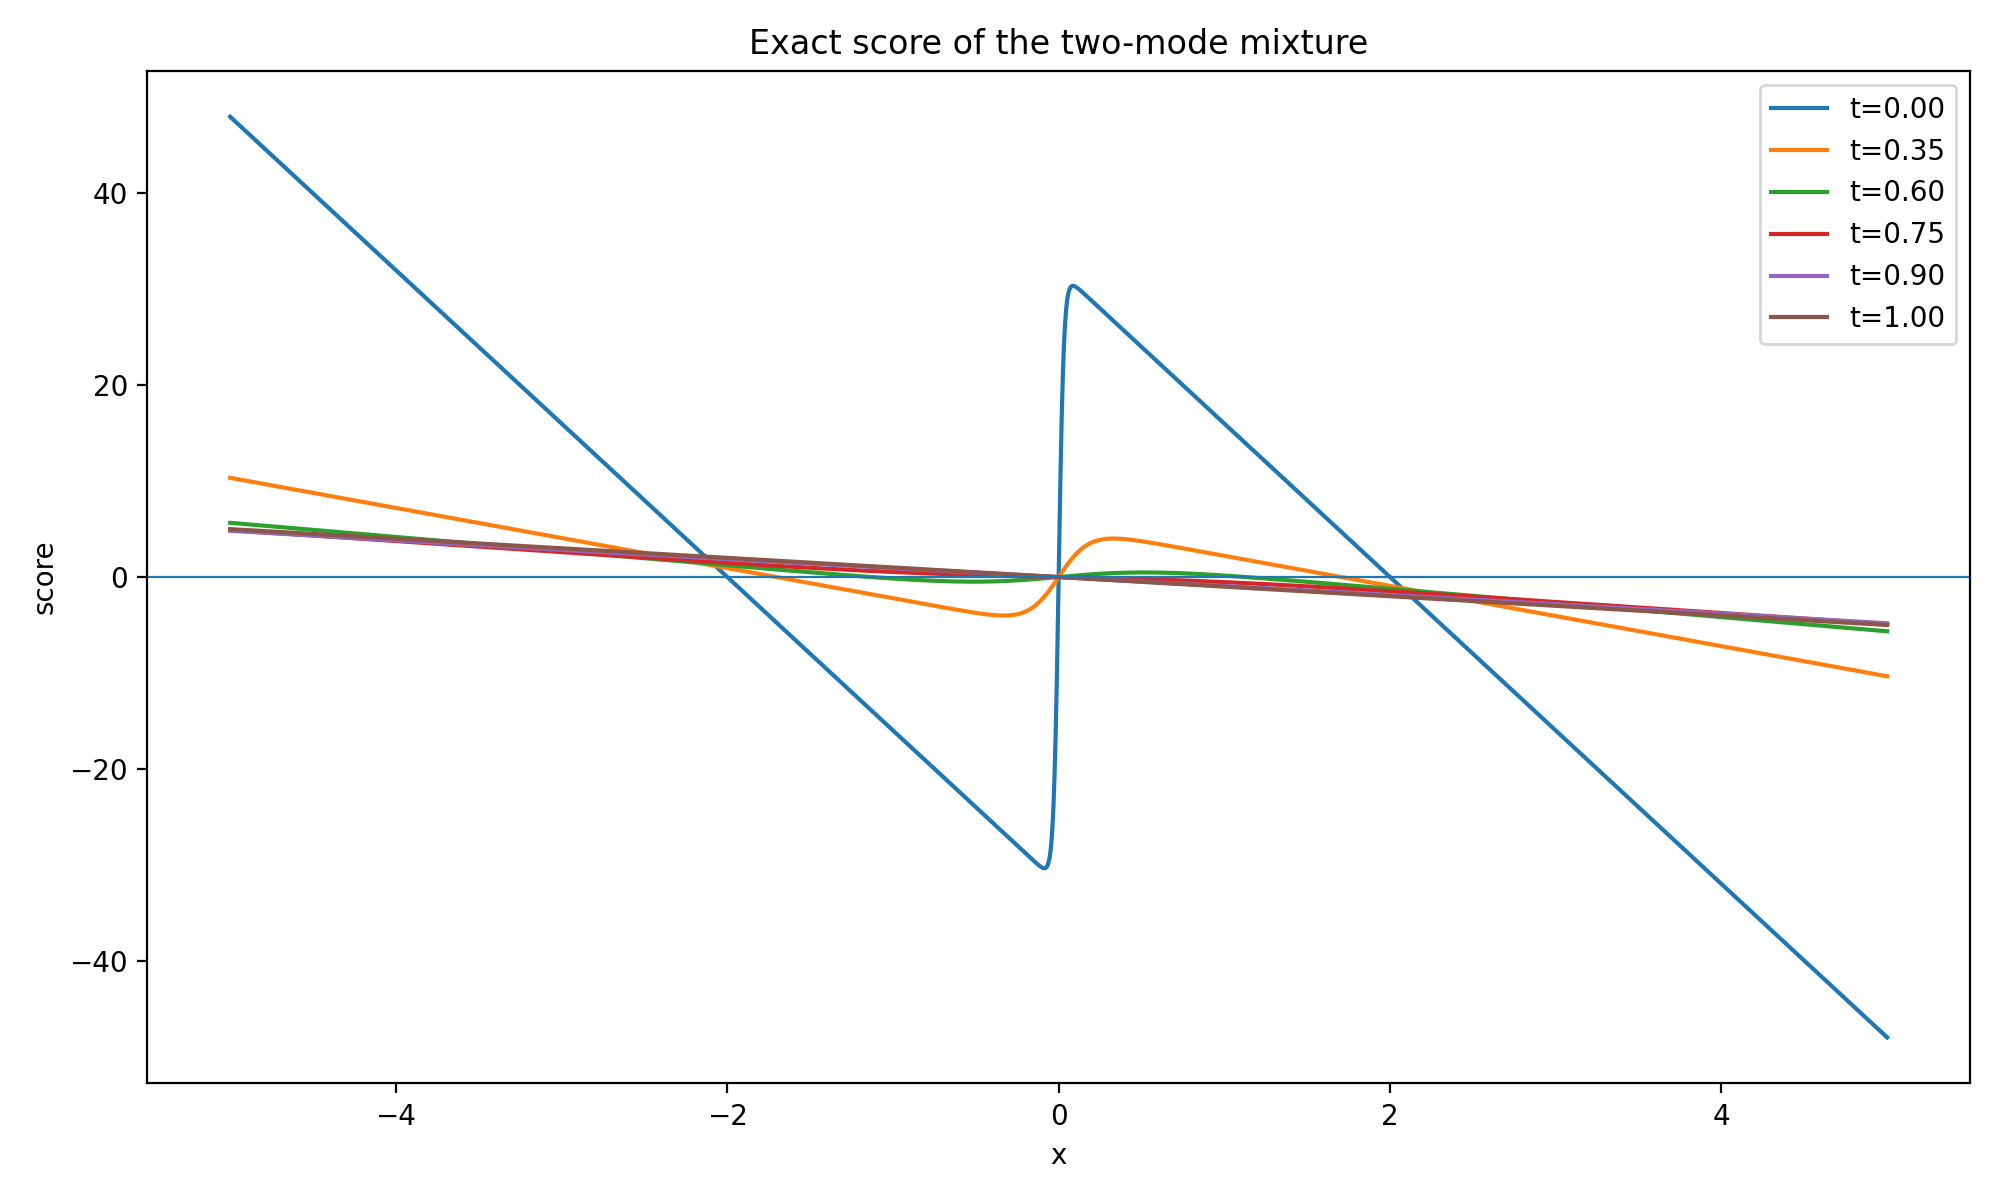 Exact score of the two-mode mixture
t=0.00
t=0.35
t=0.60
t=0.75
t=0.90
t=1.00
40
20
0
−20
−40
score
−4
−2
0
2
4
x